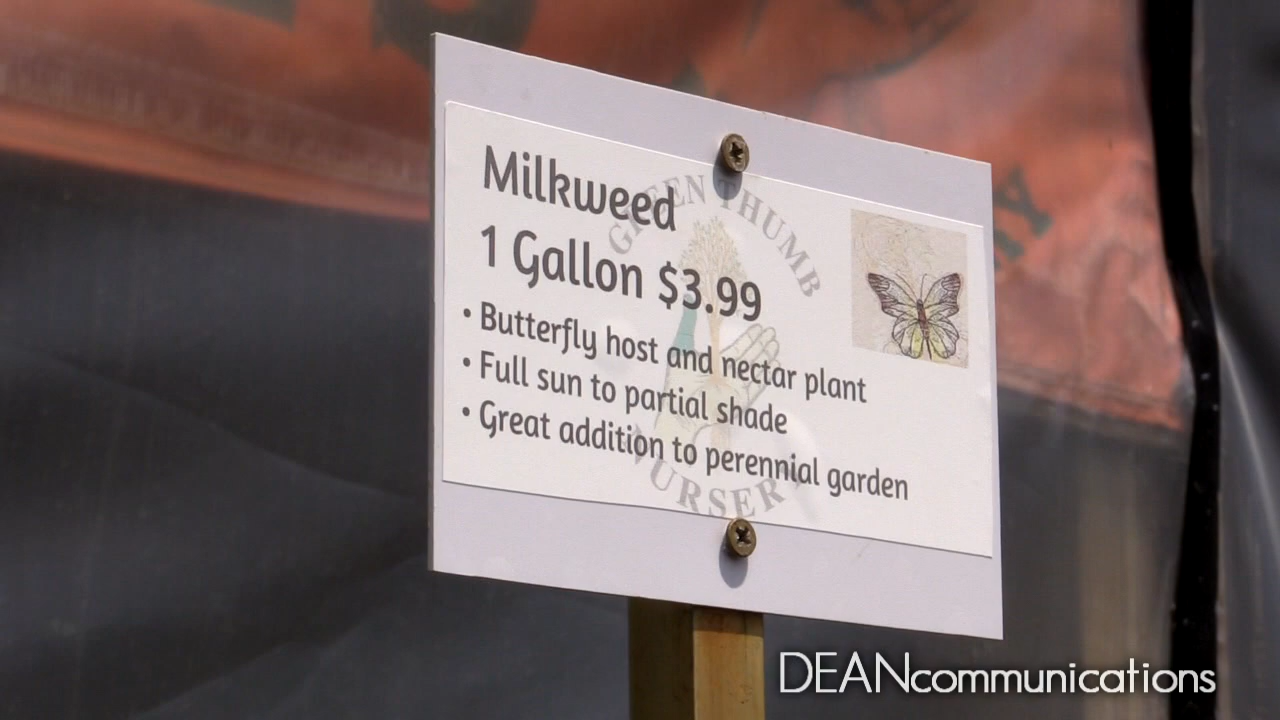 Milkweed
1 Gallon $3.99
• Butterfly host and nectar plant
• Full sun to partial shade
• Great addition to perennial garden
GREEN THUMB
NURSERY
DEANcommunications